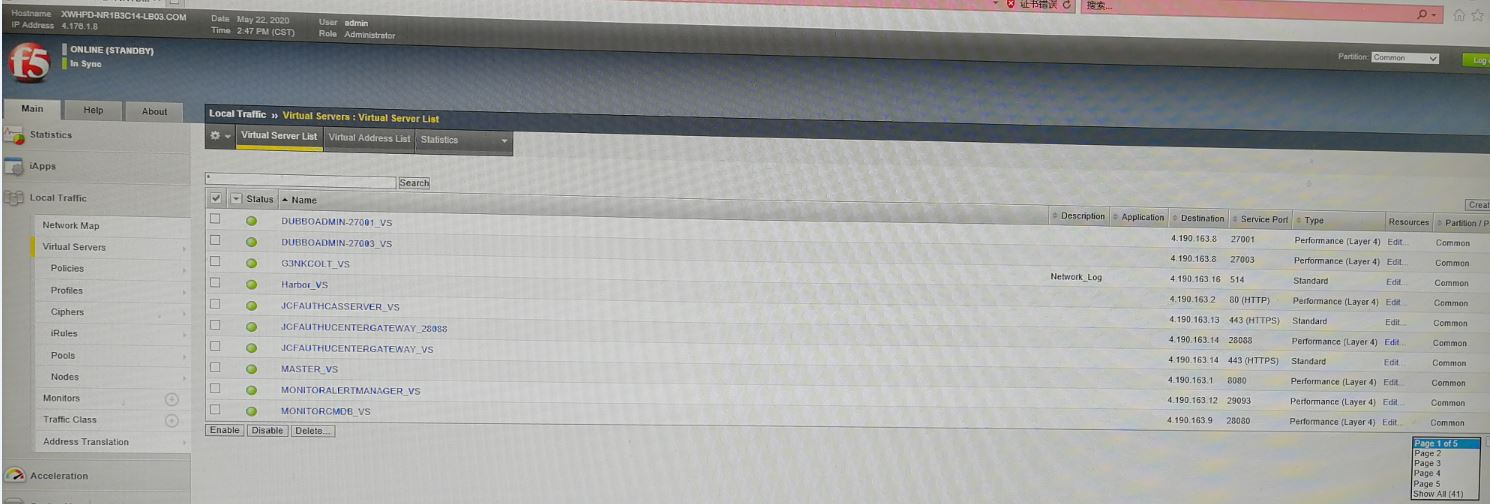 Hostname XWHPD-NR1B3C14-LB03.COM Date May 22, 2020 User admin
IP Address 4.176.1.8 Time 2:47 PM (CST) Role Administrator
证书错误 搜索...
f5
ONLINE (STANDBY)
In Sync
Partition: Common Log
Main Help About
Statistics
iApps
Local Traffic
Network Map
Virtual Servers
Policies
Profiles
Ciphers
iRules
Pools
Nodes
Monitors
Traffic Class
Address Translation
Acceleration
Local Traffic » Virtual Servers : Virtual Server List
Virtual Server List Virtual Address List Statistics
* Search
Creat
Status Name Description Application Destination Service Port Type Resources Partition / P
DUBBOADMIN-27001_VS 4.190.163.8 27001 Performance (Layer 4) Edit... Common
DUBBOADMIN-27003_VS 4.190.163.8 27003 Performance (Layer 4) Edit... Common
G3NKCOLT_VS Network_Log 4.190.163.16 514 Standard Edit... Common
Harbor_VS 4.190.163.2 80 (HTTP) Performance (Layer 4) Edit... Common
JCFAUTHCASSERVER_VS 4.190.163.13 443 (HTTPS) Standard Edit... Common
JCFAUTHUCENTERGATEWAY_28088 4.190.163.14 28088 Performance (Layer 4) Edit... Common
JCFAUTHUCENTERGATEWAY_VS 4.190.163.14 443 (HTTPS) Standard Edit... Common
MASTER_VS 4.190.163.1 8080 Performance (Layer 4) Edit... Common
MONITORALERTMANAGER_VS 4.190.163.12 29093 Performance (Layer 4) Edit... Common
MONITORCMDB_VS 4.190.163.9 28080 Performance (Layer 4) Edit... Common
Enable Disable Delete...
Page 1 of 5
Page 2
Page 3
Page 4
Page 5
Show All (41)